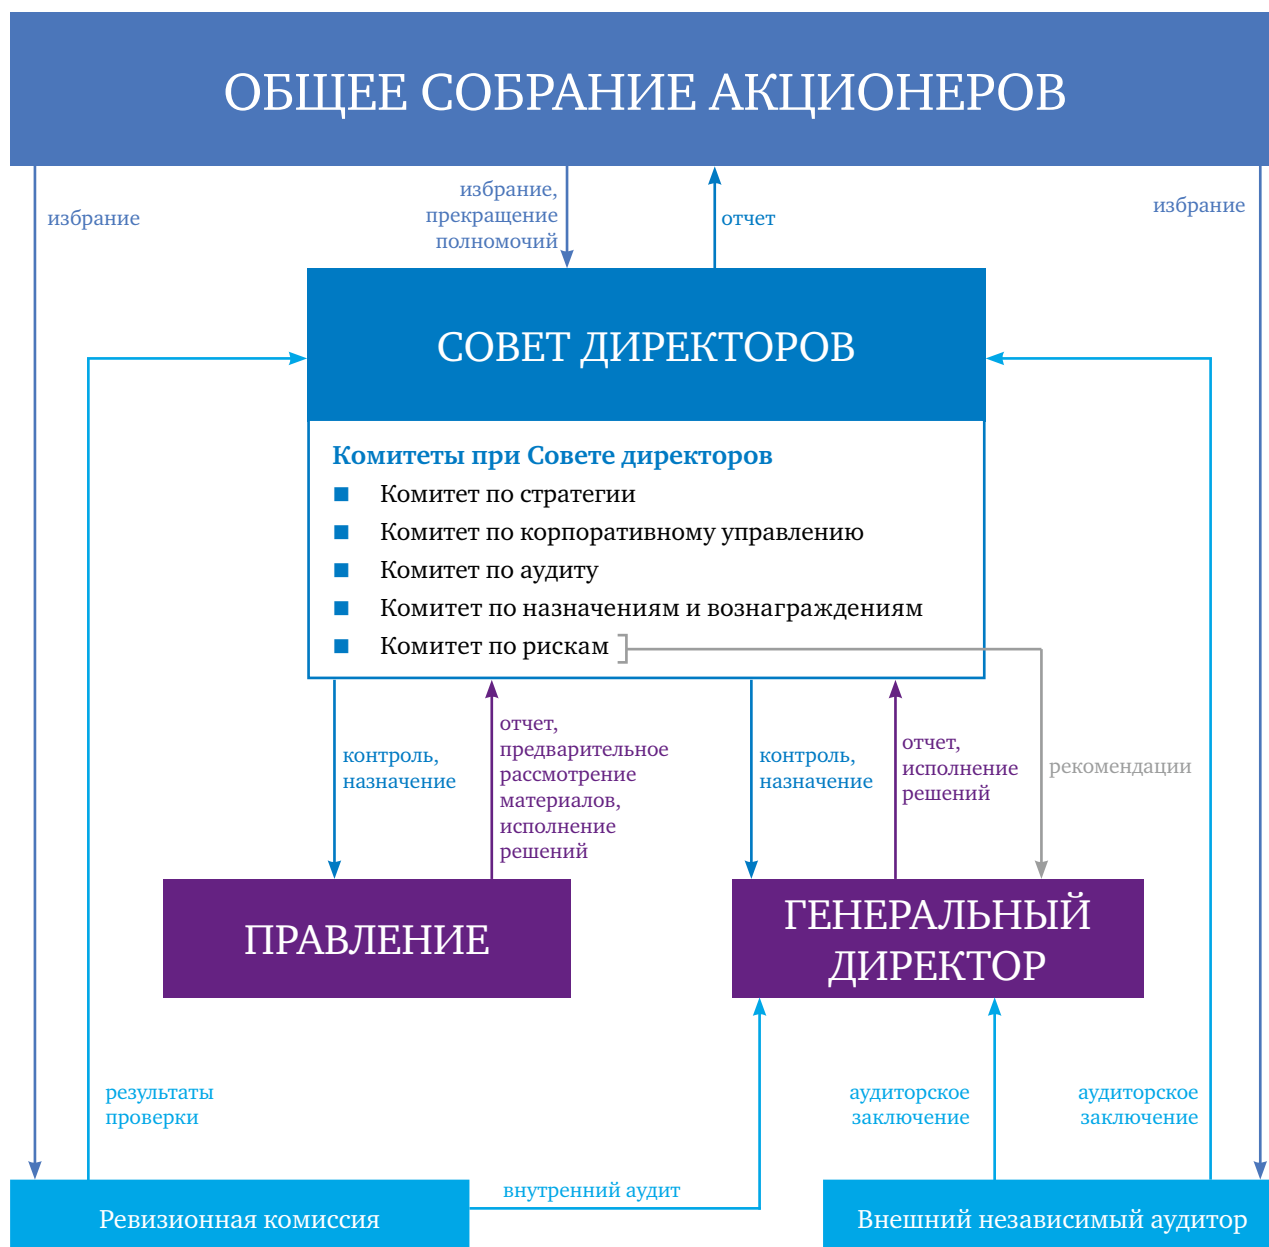 ОБЩЕЕ СОБРАНИЕ АКЦИОНЕРОВ
избрание
избрание,
прекращение
полномочий
отчет
избрание
СОВЕТ ДИРЕКТОРОВ
Комитеты при Совете директоров
Комитет по стратегии
Комитет по корпоративному управлению
Комитет по аудиту
Комитет по назначениям и вознаграждениям
Комитет по рискам
контроль,
назначение
отчет,
предварительное
рассмотрение
материалов,
исполнение
решений
контроль,
назначение
отчет,
исполнение
решений
рекомендации
ПРАВЛЕНИЕ
ГЕНЕРАЛЬНЫЙ
ДИРЕКТОР
результаты
проверки
аудиторское
заключение
аудиторское
заключение
внутренний аудит
Ревизионная комиссия
Внешний независимый аудитор